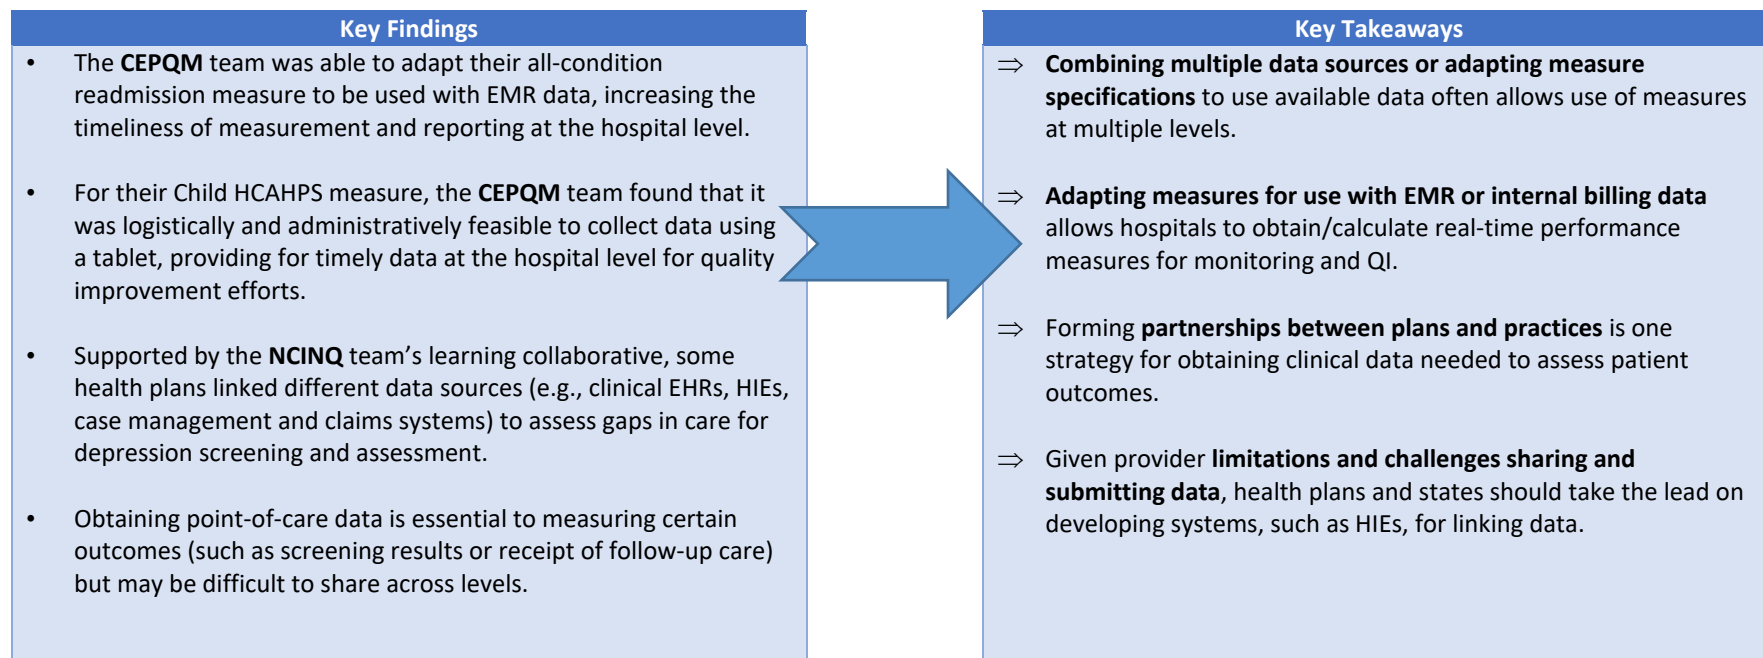 Key Findings
• The CEPQM team was able to adapt their all-condition
readmission measure to be used with EMR data, increasing the
timeliness of measurement and reporting at the hospital level.
• For their Child HCAHPS measure, the CEPQM team found that it
was logistically and administratively feasible to collect data using
a tablet, providing for timely data at the hospital level for quality
improvement efforts.
• Supported by the NCINQ team’s learning collaborative, some
health plans linked different data sources (e.g., clinical EHRs, HIEs,
case management and claims systems) to assess gaps in care for
depression screening and assessment.
• Obtaining point-of-care data is essential to measuring certain
outcomes (such as screening results or receipt of follow-up care)
but may be difficult to share across levels.
Key Takeaways
⇒ Combining multiple data sources or adapting measure
specifications to use available data often allows use of measures
at multiple levels.
⇒ Adapting measures for use with EMR or internal billing data
allows hospitals to obtain/calculate real-time performance
measures for monitoring and QI.
⇒ Forming partnerships between plans and practices is one
strategy for obtaining clinical data needed to assess patient
outcomes.
⇒ Given provider limitations and challenges sharing and
submitting data, health plans and states should take the lead on
developing systems, such as HIEs, for linking data.